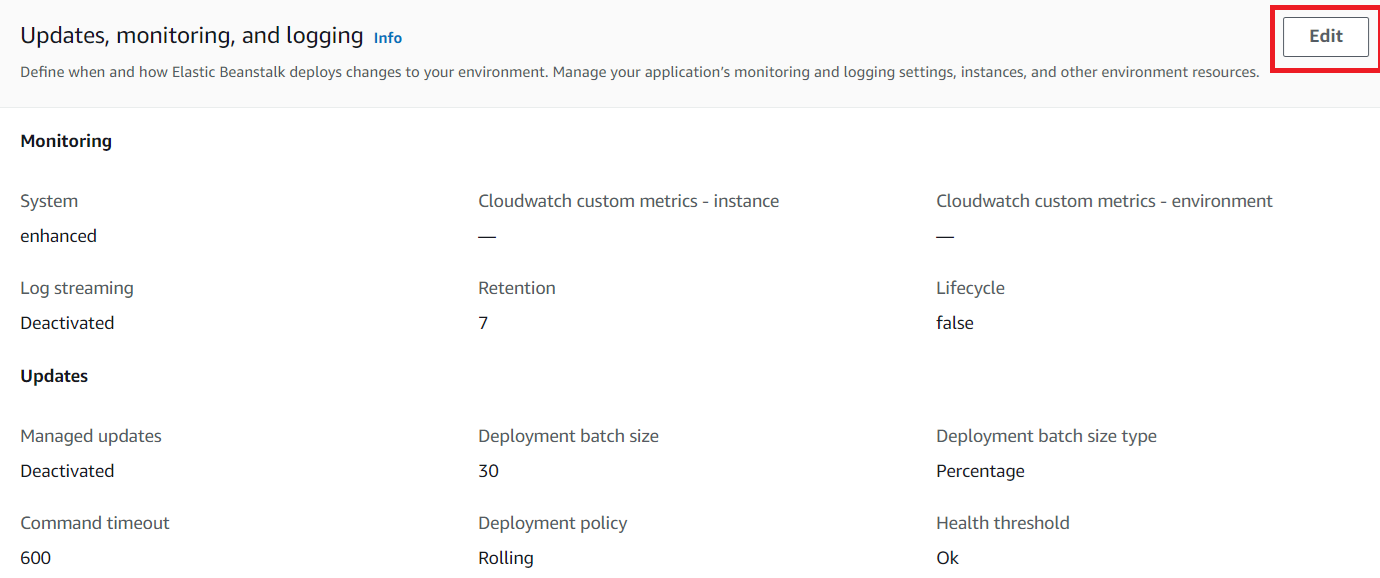 Updates, monitoring, and logging Info
Edit
Define when and how Elastic Beanstalk deploys changes to your environment. Manage your application’s monitoring and logging settings, instances, and other environment resources.
Monitoring
System
Cloudwatch custom metrics - instance
Cloudwatch custom metrics - environment
enhanced
—
—
Log streaming
Retention
Lifecycle
Deactivated
7
false
Updates
Managed updates
Deployment batch size
Deployment batch size type
Deactivated
30
Percentage
Command timeout
Deployment policy
Health threshold
600
Rolling
Ok